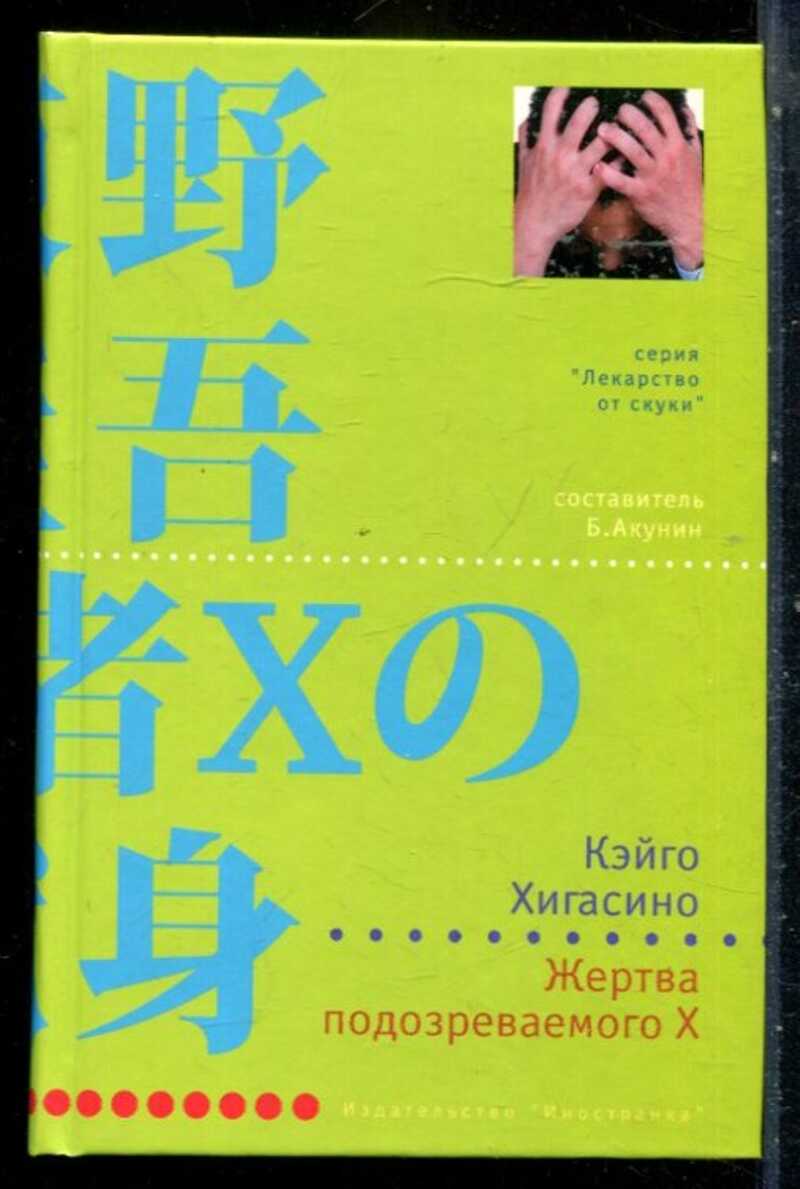 野
吾
серия
"Лекарство
от скуки"
составитель
Б.Акунин
者Xの
身
Кэйго
Хигасино
Жертва
подозреваемого X
Издательство "Иностранка"